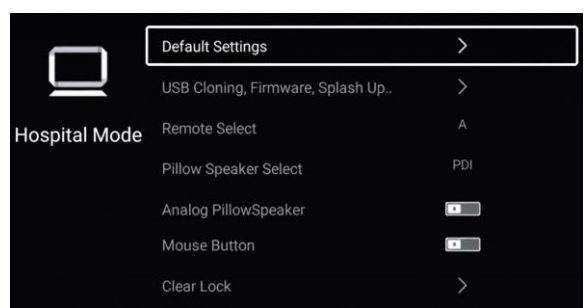 Default Settings
USB Cloning, Firmware, Splash Up..
Hospital Mode
Remote Select A
Pillow Speaker Select PDI
Analog PillowSpeaker
Mouse Button
Clear Lock